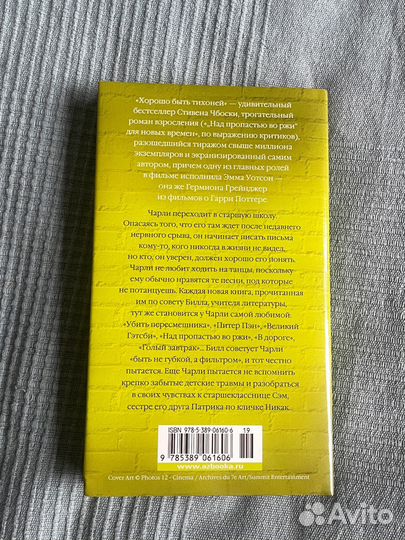 «Хорошо быть тихоней» — удивительный
бестселлер Стивена Чбоски, трогательный
роман взросления («„Над пропастью во ржи“
для новых времен», по выражению критиков),
разошедшийся тиражом свыше миллиона
экземпляров и экранизированный самим
автором, причем одну из главных ролей
в фильме исполнила Эмма Уотсон —
она же Гермиона Грейнджер
из фильмов о Гарри Поттере.
Чарли переходит в старшую школу.
Опасаясь того, что его там ждет после недавнего
нервного срыва, он начинает писать письма
кому-то, кого никогда в жизни не видел,
но кто, он уверен, должен хорошо его понять.
Чарли не любит ходить на танцы, поскольку
ему обычно нравятся те песни, под которые
не потанцуешь. Каждая новая книга, прочитанная
им по совету Билла, учителя литературы,
тут же становится у Чарли самой любимой:
«Убить пересмешника», «Питер Пэн», «Великий
Гэтсби», «Над пропастью во ржи», «В дороге»,
«Голый завтрак»... Билл советует Чарли
«быть не губкой, а фильтром», и тот честно
пытается. Еще Чарли пытается не вспоминать
крепко забытые детские травмы и разобраться
в своих чувствах к старшекласснице Сэм,
сестре его друга Патрика по кличке Никак.
ISBN 978-5-389-06160-6
19
9 785389 061606
www.azbooka.ru
Cover Art © Photos 12 - Cinema / Archives du 7e Art/Summit Entertainment
Avito